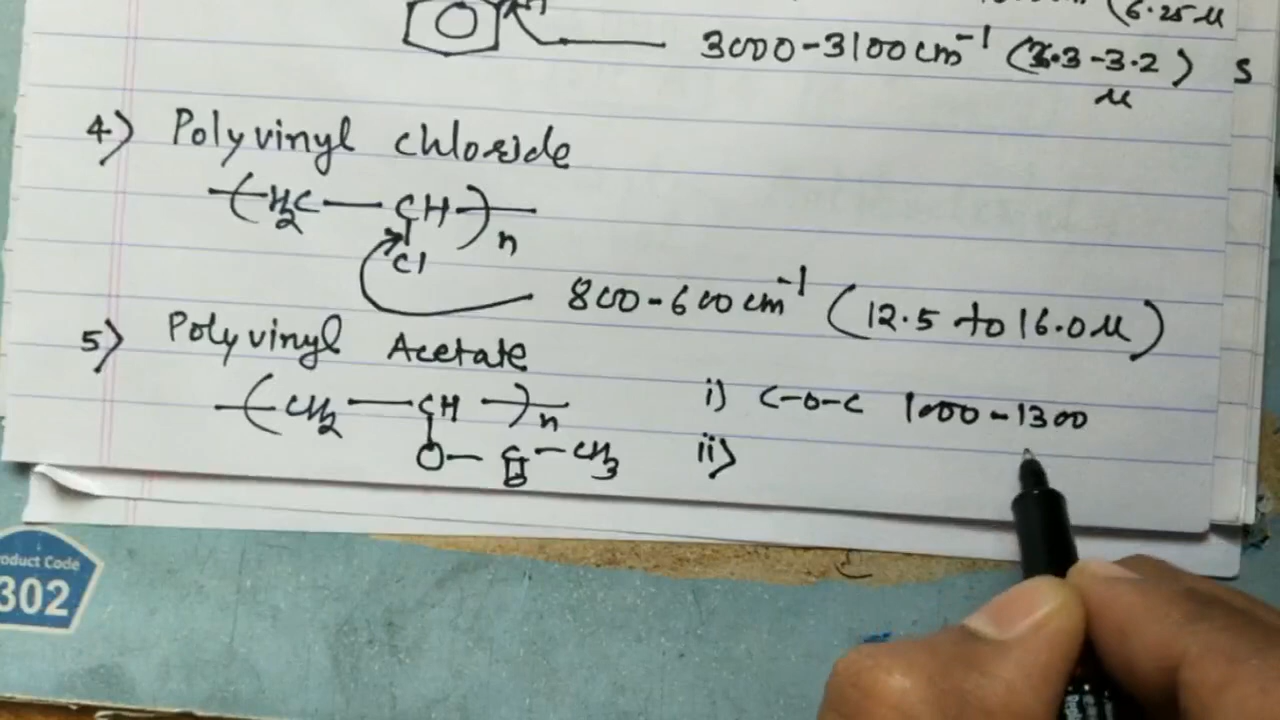 (6.25 µ
3000-3100 cm⁻¹ (3.3-3.2) s
µ
4) Polyvinyl chloride
-(H₂C-CH-)-n
Cl
800-600 cm⁻¹ (12.5 to 16.0 µ)
5) Polyvinyl Acetate
-(CH₂-CH-)n
O-C-CH₃
O
i) C-O-C 1000-1300
ii)
oduct Code
302